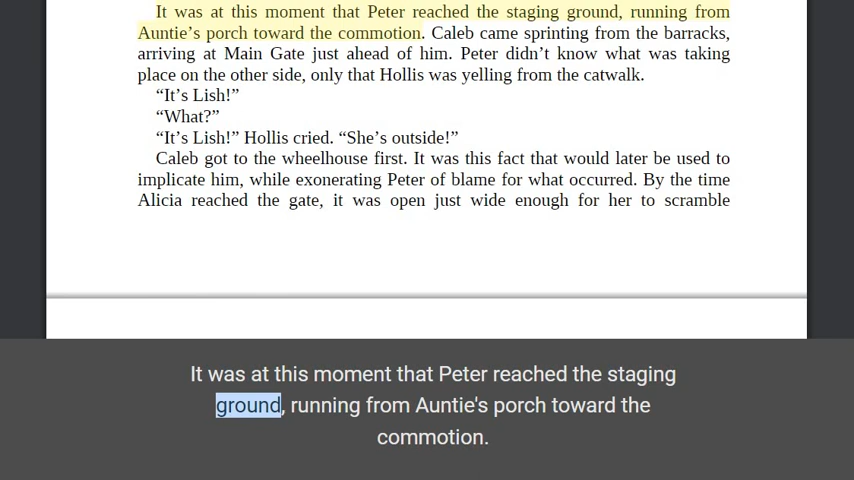 It was at this moment that Peter reached the staging ground, running from
Auntie’s porch toward the commotion. Caleb came sprinting from the barracks,
arriving at Main Gate just ahead of him. Peter didn’t know what was taking
place on the other side, only that Hollis was yelling from the catwalk.
“It’s Lish!”
“What?”
“It’s Lish!” Hollis cried. “She’s outside!”
Caleb got to the wheelhouse first. It was this fact that would later be used to
implicate him, while exonerating Peter of blame for what occurred. By the time
Alicia reached the gate, it was open just wide enough for her to scramble
It was at this moment that Peter reached the staging
ground, running from Auntie's porch toward the
commotion.